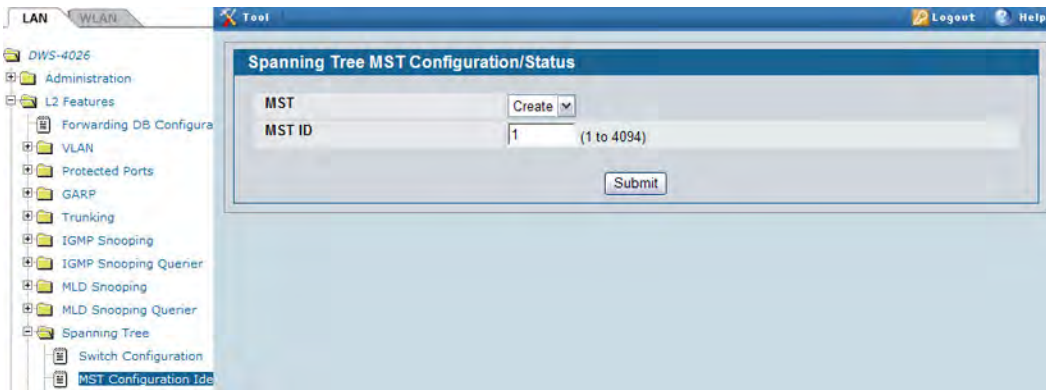 LAN WLAN
Tool
Logout Help
DWS-4026
Administration
L2 Features
Forwarding DB Configura
VLAN
Protected Ports
GARP
Trunking
IGMP Snooping
IGMP Snooping Querier
MLD Snooping
MLD Snooping Querier
Spanning Tree
Switch Configuration
MST Configuration Ide
Spanning Tree MST Configuration/Status
MST Create
MST ID 1 (1 to 4094)
Submit